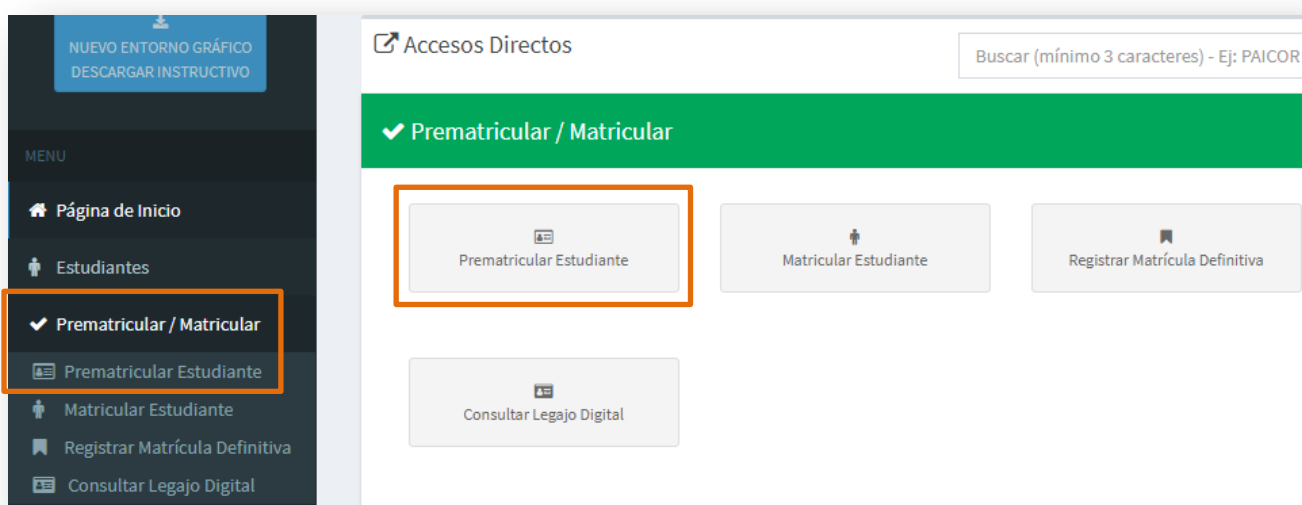 NUEVO ENTORNO GRÁFICO
DESCARGAR INSTRUCTIVO
MENU
Página de Inicio
Estudiantes
Prematricular / Matricular
Prematricular Estudiante
Matricular Estudiante
Registrar Matrícula Definitiva
Consultar Legajo Digital
Accesos Directos
Buscar (mínimo 3 caracteres) - Ej: PAICOR
Prematricular / Matricular
Prematricular Estudiante
Matricular Estudiante
Registrar Matrícula Definitiva
Consultar Legajo Digital